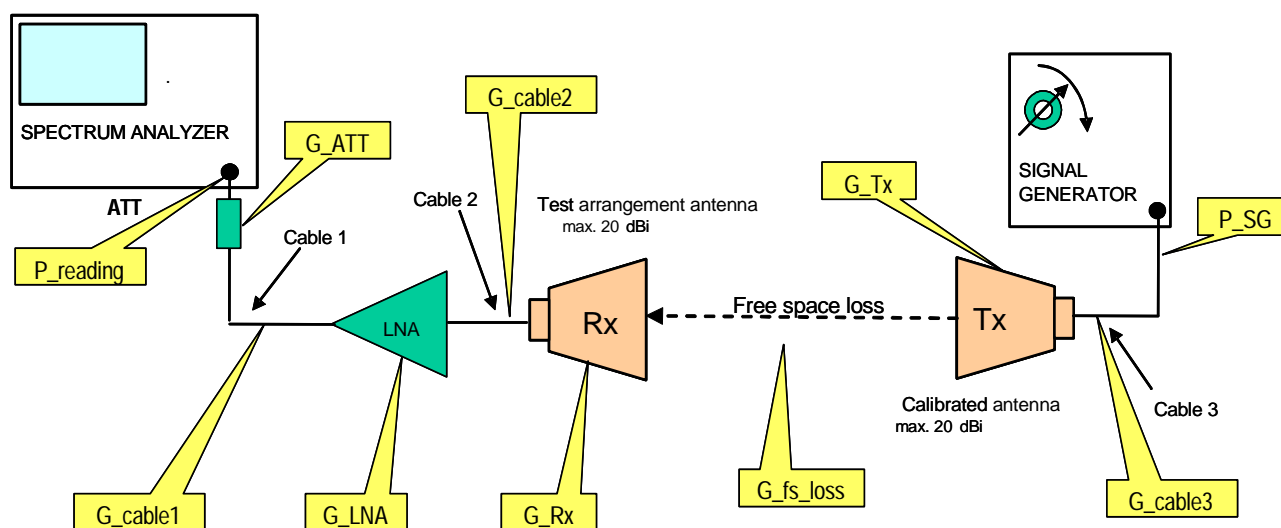 G_cable2
SPECTRUM ANALYZER
G_ATT
SIGNAL
GENERATOR
G_Tx
ATT
Cable 2
Test arrangement antenna
max. 20 dBi
P_SG
Cable 1
P_reading
Free space loss
LNA
Rx
Tx
Calibrated antenna
max. 20 dBi
Cable 3
G_cable1
G_LNA
G_Rx
G_fs_loss
G_cable3